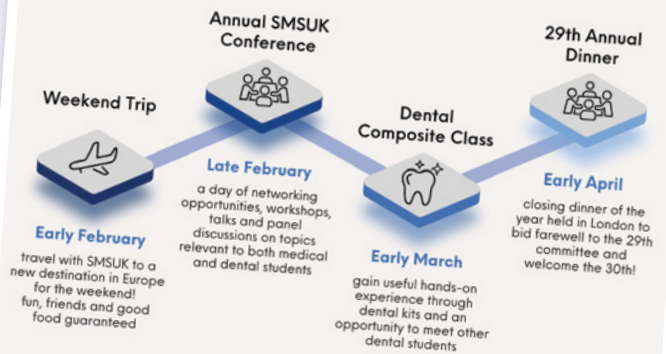 Weekend Trip
Early February
travel with SMSUK to a
new destination in Europe
for the weekend!
fun, friends and good
food guaranteed
Annual SMSUK
Conference
Late February
a day of networking
opportunities, workshops,
talks and panel
discussions on topics
relevant to both medical
and dental students
Dental
Composite Class
Early March
gain useful hands-on
experience through
dental kits and an
opportunity to meet other
dental students
29th Annual
Dinner
Early April
closing dinner of the
year held in London to
bid farewell to the 29th
committee and
welcome the 30th!